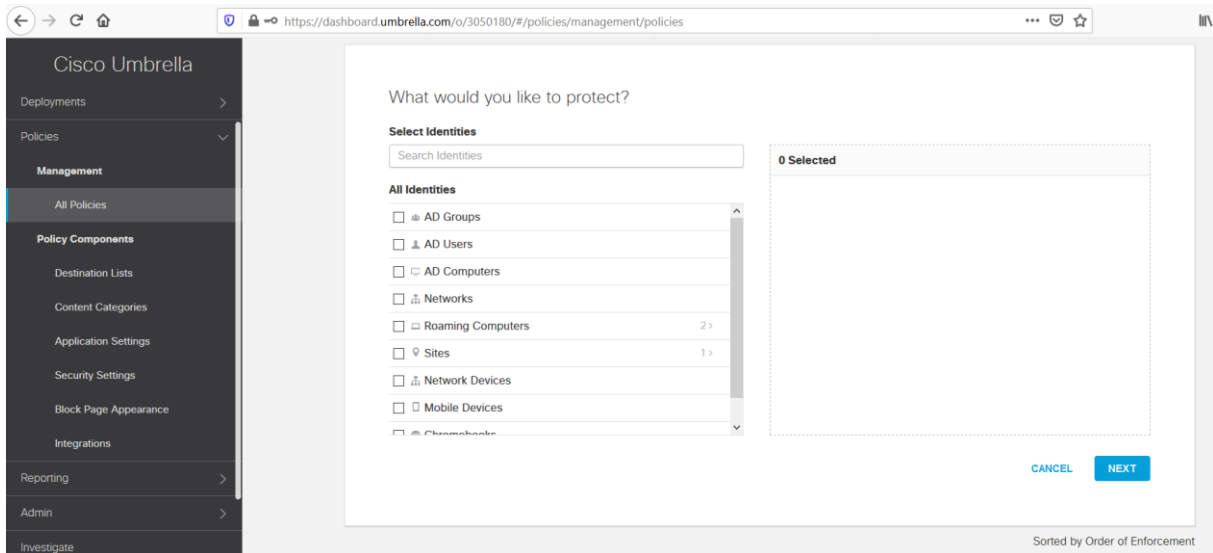 https://dashboard.umbrella.com/o/3050180/#/policies/management/policies
Cisco Umbrella
Deployments
Policies
Management
All Policies
Policy Components
Destination Lists
Content Categories
Application Settings
Security Settings
Block Page Appearance
Integrations
Reporting
Admin
Investigate
What would you like to protect?
Select Identities
Search Identities
All Identities
AD Groups
AD Users
AD Computers
Networks
Roaming Computers 2 >
Sites 1 >
Network Devices
Mobile Devices
Chromebooks
0 Selected
CANCEL NEXT
Sorted by Order of Enforcement